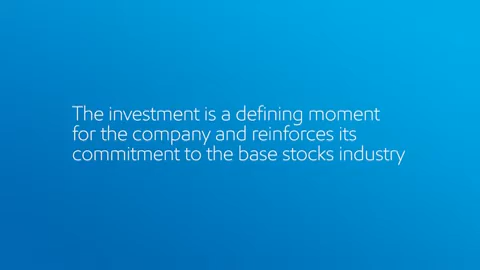 The investment is a defining moment
for the company and reinforces its
commitment to the base stocks industry